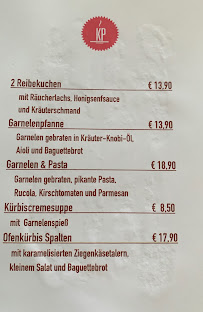 KP
2 Reibekuchen € 13,90
mit Räucherlachs, Honigsenfsauce
und Kräuterschmand
Garnelenpfanne € 13,90
Garnelen gebraten in Kräuter-Knobi-ÖL
Aioli und Baguettebrot
Garnelen & Pasta € 18,90
Garnelen gebraten, pikante Pasta,
Rucola, Kirschtomaten und Parmesan
Kürbiscremesuppe € 8,50
mit Garnelenspieß
Ofenkürbis Spalten € 17,90
mit karamelisierten Ziegenkäsetalern,
kleinem Salat und Baguettebrot